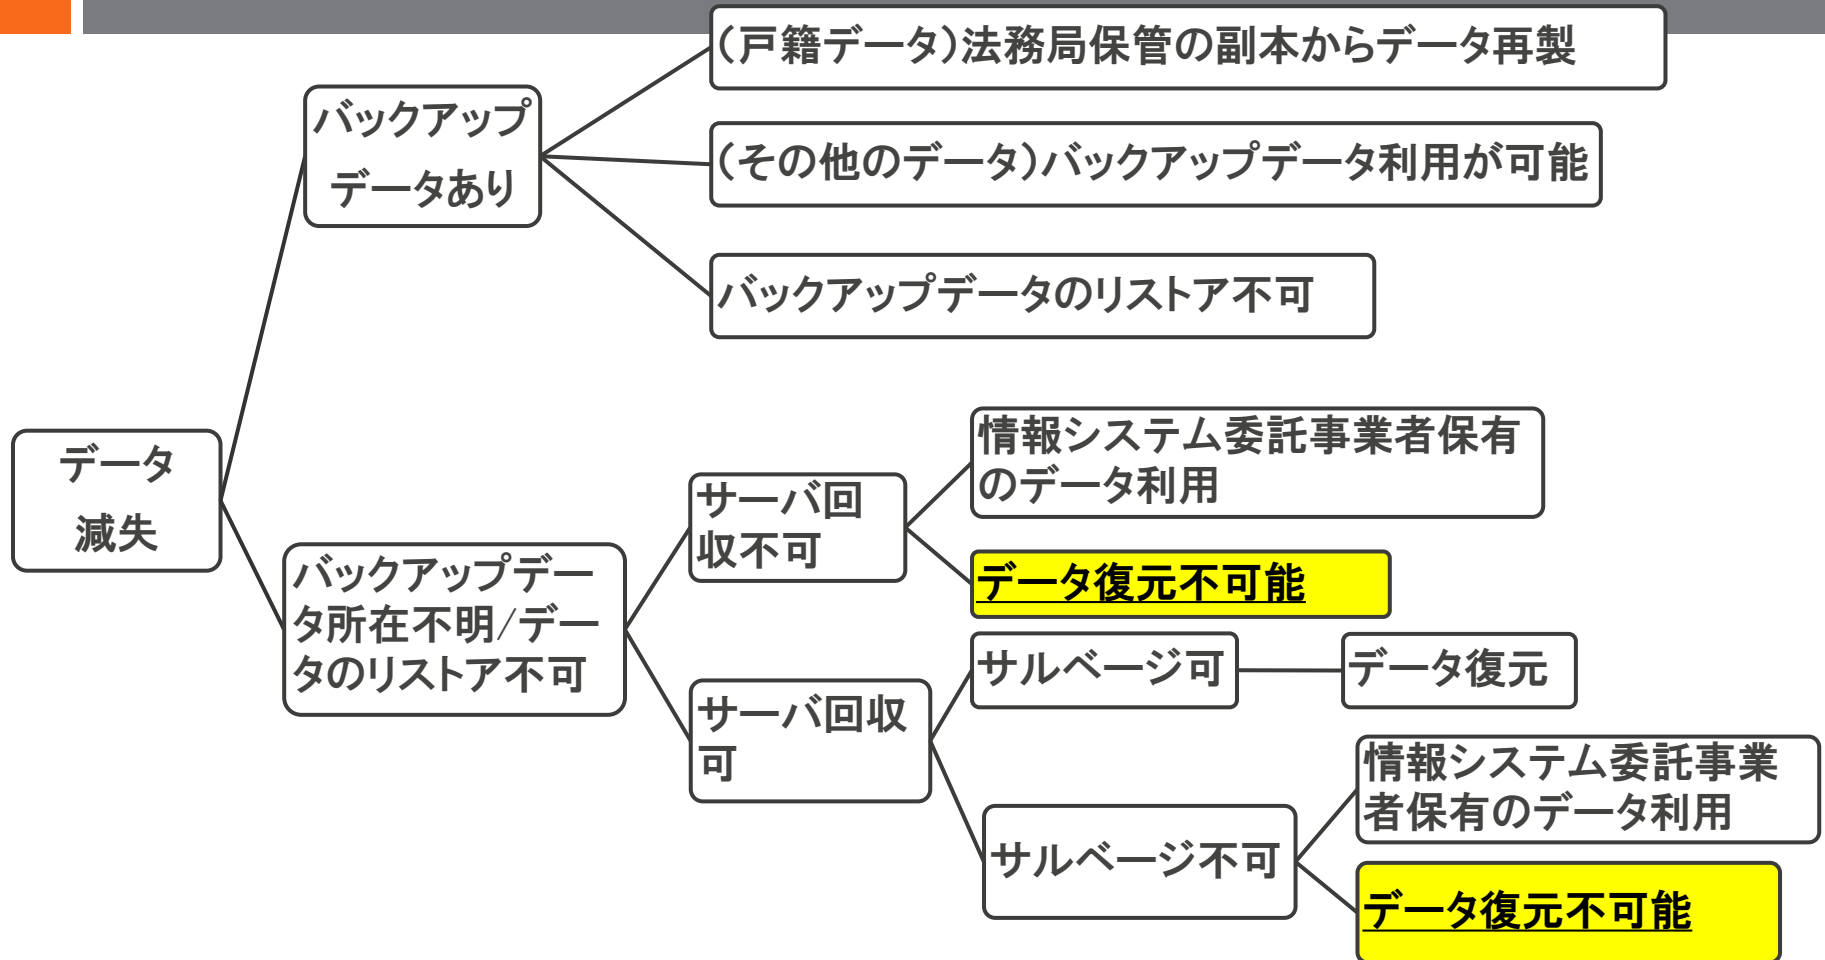 (戸籍データ)法務局保管の副本からデータ再製
バックアップ
データあり
(その他のデータ)バックアップデータ利用が可能
バックアップデータのリストア不可
データ
減失
バックアップデー
タ所在不明/デー
タのリストア不可
サーバ回
収不可
情報システム委託事業者保有
のデータ利用
データ復元不可能
サーバ回収
可
サルベージ可
データ復元
サルベージ不可
情報システム委託事業
者保有のデータ利用
データ復元不可能